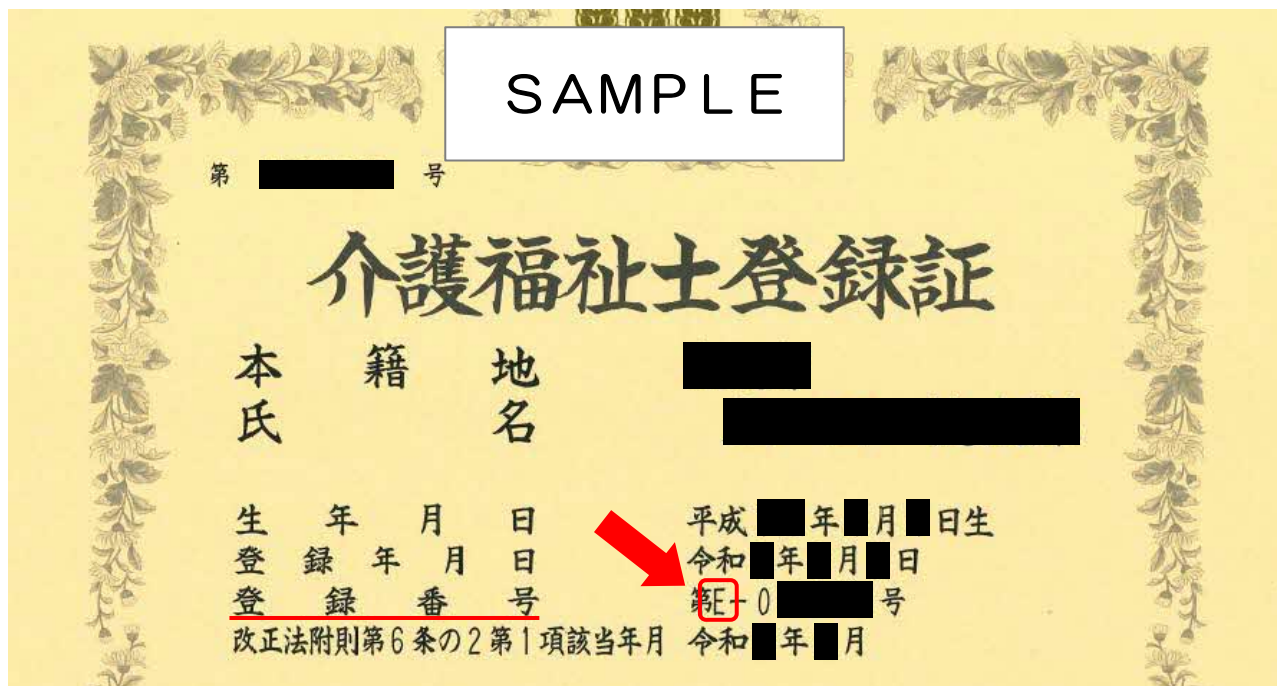 SAMPLE
第 号
介護福祉士登録証
本籍地
氏名
生年月日 平成 年 月 日生
登録年月日 令和 年 月 日
登録番号 第E-0 号
改正法附則第6条の2第1項該当年月 令和 年 月